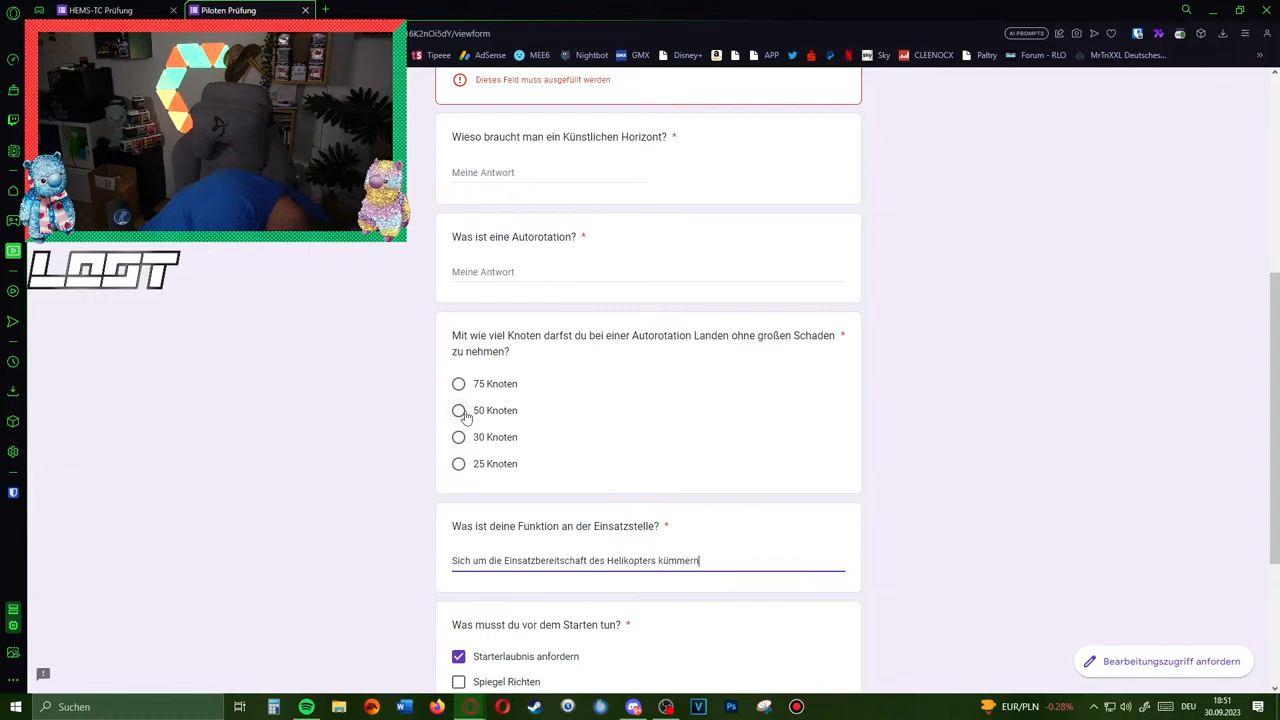 HEMS-TC Prüfung
Piloten Prüfung
6K2nOi5dY/viewform
AI PROMPTS
Tipeee
AdSense
MEE6
Nightbot
GMX
Disney+
APP
Sky
CLEENOCX
Paltry
Forum - RLO
MrTriXXL Deutsches...
Dieses Feld muss ausgefüllt werden
Wieso braucht man ein Künstlichen Horizont? *
Meine Antwort
Was ist eine Autorotation? *
Meine Antwort
LOOT
Mit wie viel Knoten darfst du bei einer Autorotation Landen ohne großen Schaden *
zu nehmen?
75 Knoten
50 Knoten
30 Knoten
25 Knoten
Was ist deine Funktion an der Einsatzstelle? *
Sich um die Einsatzbereitschaft des Helikopters kümmern
Was musst du vor dem Starten tun? *
Starterlaubnis anfordern
Spiegel Richten
Bearbeitungszugriff anfordern
Suchen
EUR/PLN -0.28%
18:51
30.09.2023